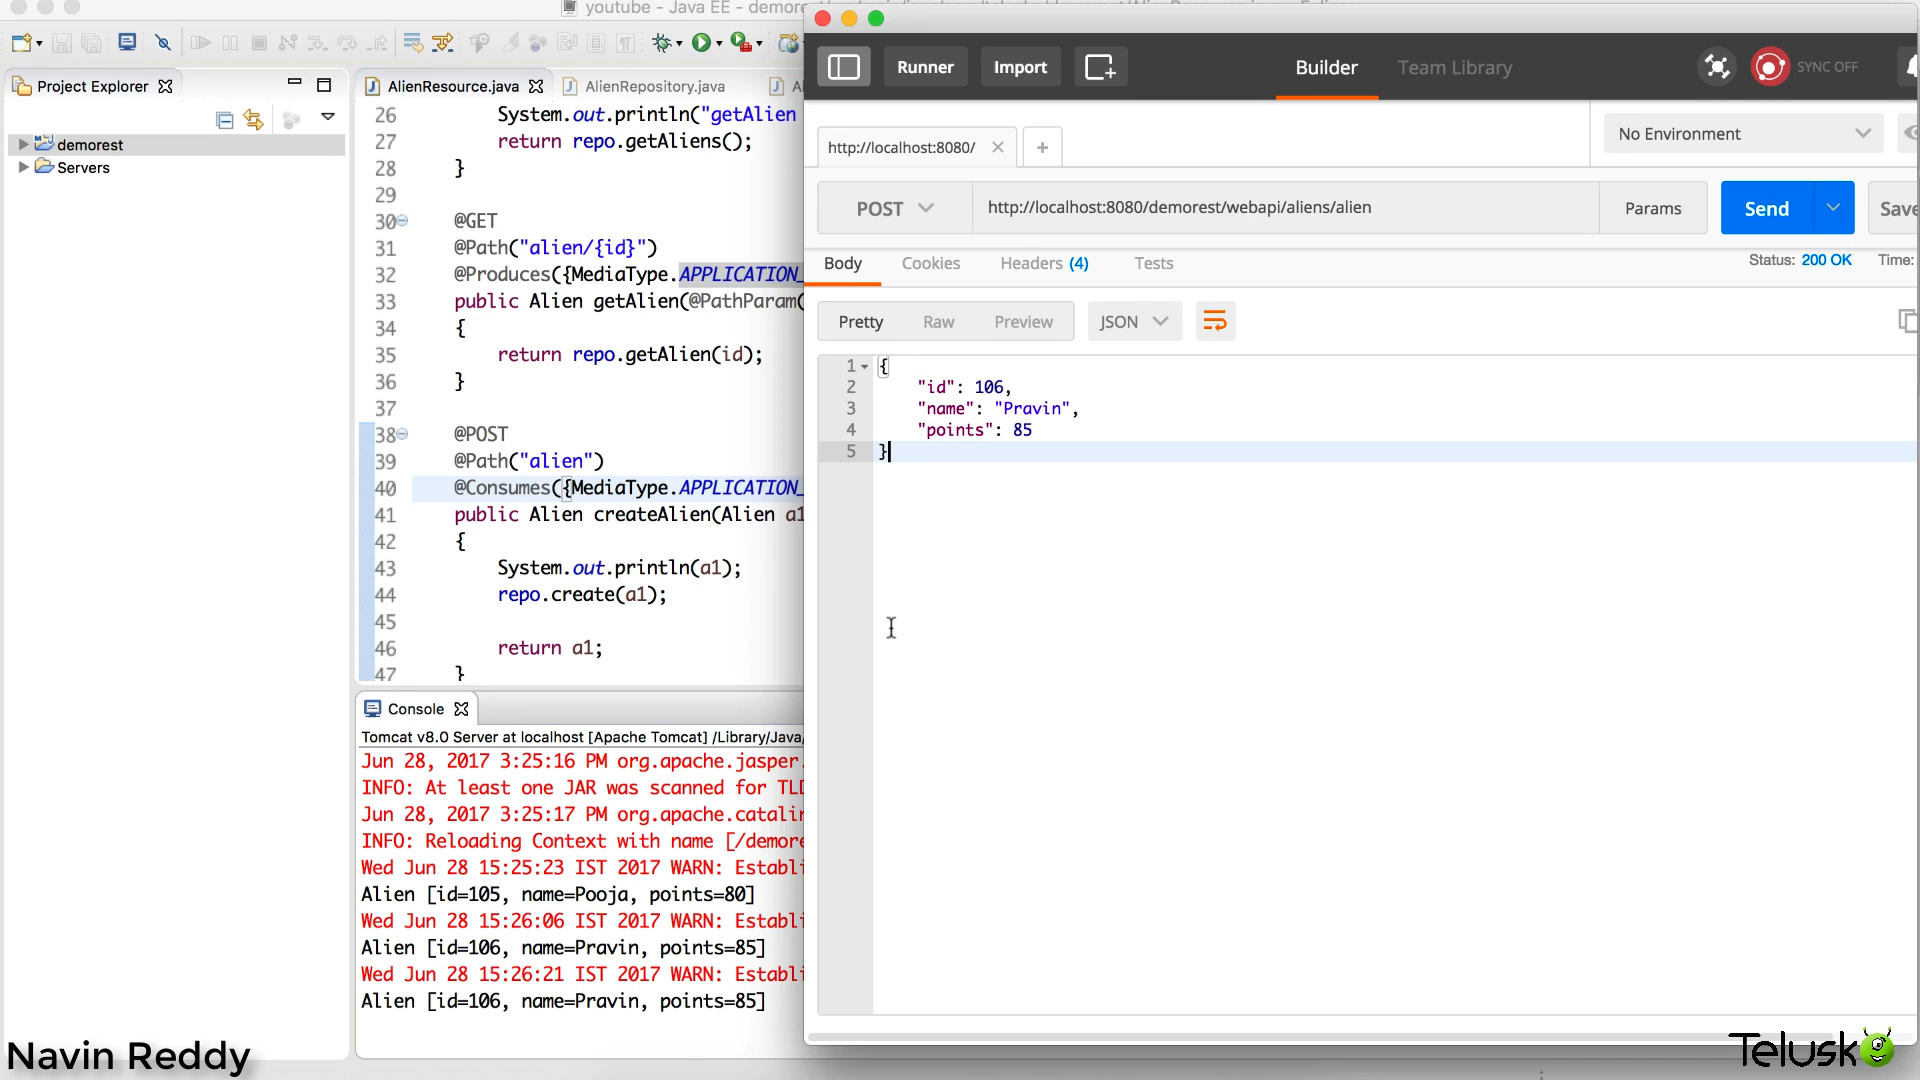 youtube - Java EE - demorest
Project Explorer
demorest
Servers
AlienResource.java
AlienRepository.java
26 System.out.println("getAlien
27 return repo.getAliens();
28 }
29
30 @GET
31 @Path("alien/{id}")
32 @Produces({MediaType.APPLICATION_
33 public Alien getAlien(@PathParam(
34 {
35 return repo.getAlien(id);
36 }
37
38 @POST
39 @Path("alien")
40 @Consumes({MediaType.APPLICATION_
41 public Alien createAlien(Alien a1
42 {
43 System.out.println(a1);
44 repo.create(a1);
45
46 return a1;
47 }
Console
Tomcat v8.0 Server at localhost [Apache Tomcat] /Library/Java/
Jun 28, 2017 3:25:16 PM org.apache.jasper.
INFO: At least one JAR was scanned for TLD
Jun 28, 2017 3:25:17 PM org.apache.catalin
INFO: Reloading Context with name [/demore
Wed Jun 28 15:25:23 IST 2017 WARN: Establi
Alien [id=105, name=Pooja, points=80]
Wed Jun 28 15:26:06 IST 2017 WARN: Establi
Alien [id=106, name=Pravin, points=85]
Wed Jun 28 15:26:21 IST 2017 WARN: Establi
Alien [id=106, name=Pravin, points=85]
Runner
Import
Builder
Team Library
SYNC OFF
http://localhost:8080/
No Environment
POST
http://localhost:8080/demorest/webapi/aliens/alien
Params
Send
Save
Body
Cookies
Headers (4)
Tests
Status: 200 OK
Time:
Pretty
Raw
Preview
JSON
1 {
2 "id": 106,
3 "name": "Pravin",
4 "points": 85
5 }
Navin Reddy
Telusko